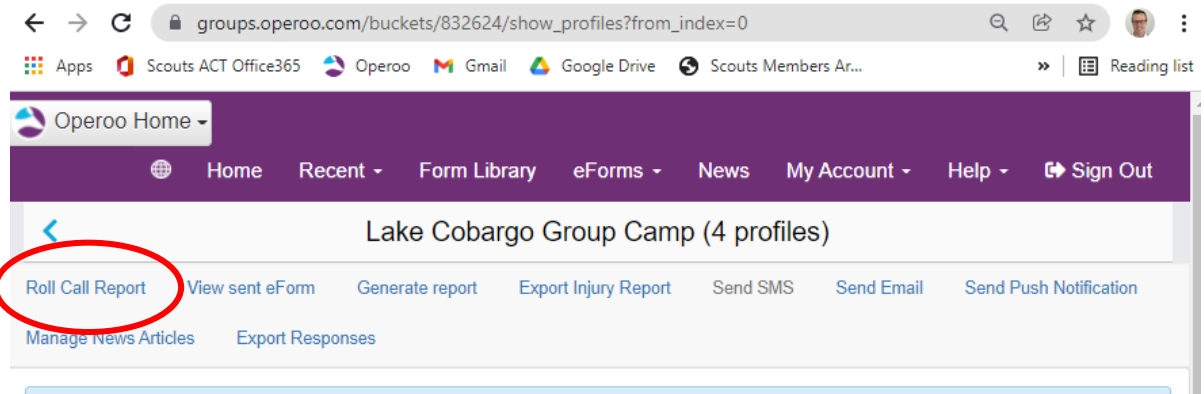 groups.operoo.com/buckets/832624/show_profiles?from_index=0
Apps Scouts ACT Office365 Operoo Gmail Google Drive Scouts Members Ar... » Reading list
Operoo Home
Home Recent Form Library eForms News My Account Help Sign Out
Lake Cobargo Group Camp (4 profiles)
Roll Call Report View sent eForm Generate report Export Injury Report Send SMS Send Email Send Push Notification
Manage News Articles Export Responses